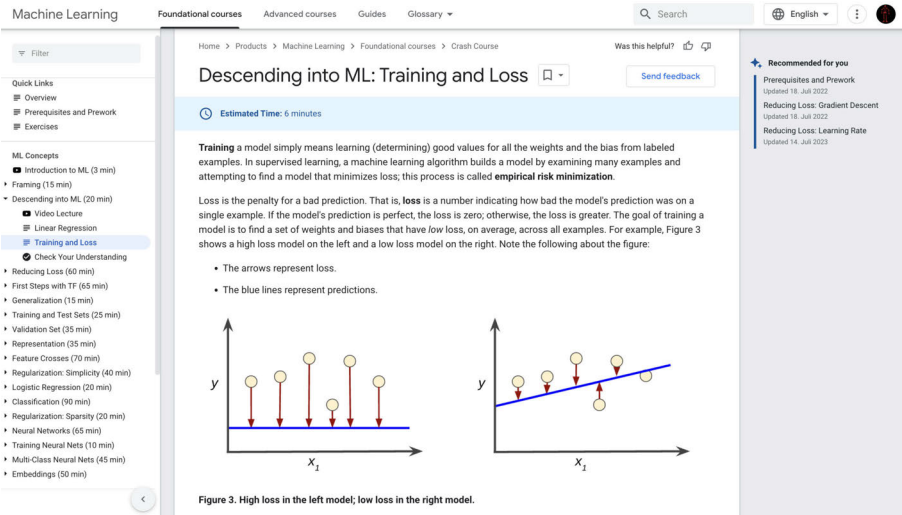 Machine Learning
Foundational courses
Advanced courses
Guides
Glossary
Search
English
Filter
Quick Links
Overview
Prerequisites and Prework
Exercises
ML Concepts
Introduction to ML (3 min)
Framing (15 min)
Descending into ML (20 min)
Video Lecture
Linear Regression
Training and Loss
Check Your Understanding
Reducing Loss (60 min)
First Steps with TF (65 min)
Generalization (15 min)
Training and Test Sets (25 min)
Validation Set (35 min)
Representation (35 min)
Feature Crosses (70 min)
Regularization: Simplicity (40 min)
Logistic Regression (20 min)
Classification (90 min)
Regularization: Sparsity (20 min)
Neural Networks (65 min)
Training Neural Nets (10 min)
Multi-Class Neural Nets (45 min)
Embeddings (50 min)
Home > Products > Machine Learning > Foundational courses > Crash Course
Was this helpful?
Descending into ML: Training and Loss
Send feedback
Estimated Time: 6 minutes
Training a model simply means learning (determining) good values for all the weights and the bias from labeled
examples. In supervised learning, a machine learning algorithm builds a model by examining many examples and
attempting to find a model that minimizes loss; this process is called empirical risk minimization.
Loss is the penalty for a bad prediction. That is, loss is a number indicating how bad the model's prediction was on a
single example. If the model's prediction is perfect, the loss is zero; otherwise, the loss is greater. The goal of training a
model is to find a set of weights and biases that have low loss, on average, across all examples. For example, Figure 3
shows a high loss model on the left and a low loss model on the right. Note the following about the figure:
• The arrows represent loss.
• The blue lines represent predictions.
y
x1
y
x1
Figure 3. High loss in the left model; low loss in the right model.
Recommended for you
Prerequisites and Prework
Updated 18. Juli 2022
Reducing Loss: Gradient Descent
Updated 18. Juli 2022
Reducing Loss: Learning Rate
Updated 14. Juli 2023